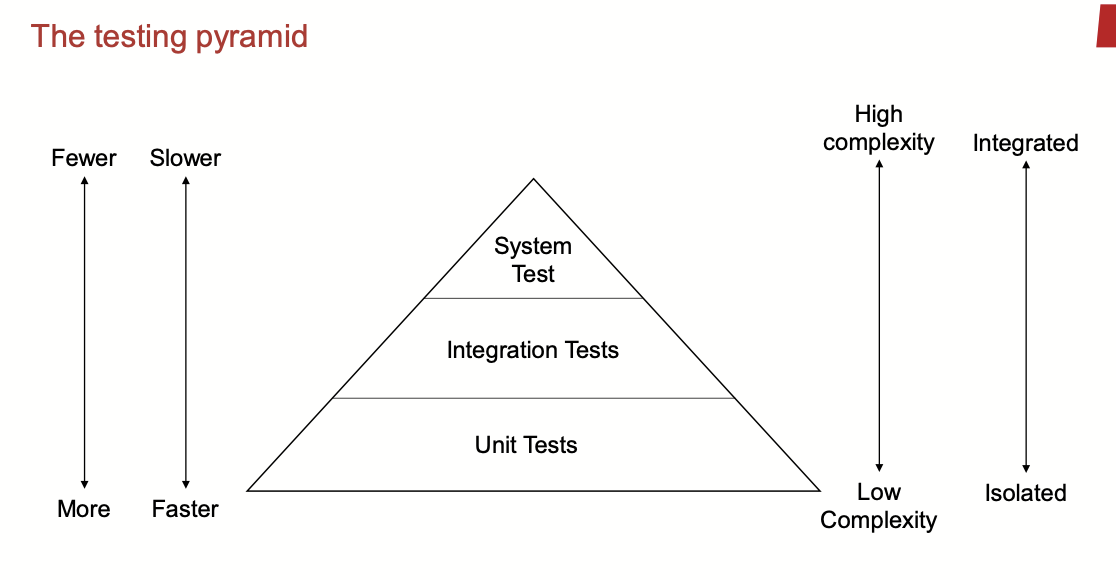 The testing pyramid
Fewer
Slower
High
complexity
Integrated
System
Test
Integration Tests
Unit Tests
More
Faster
Low
Complexity
Isolated